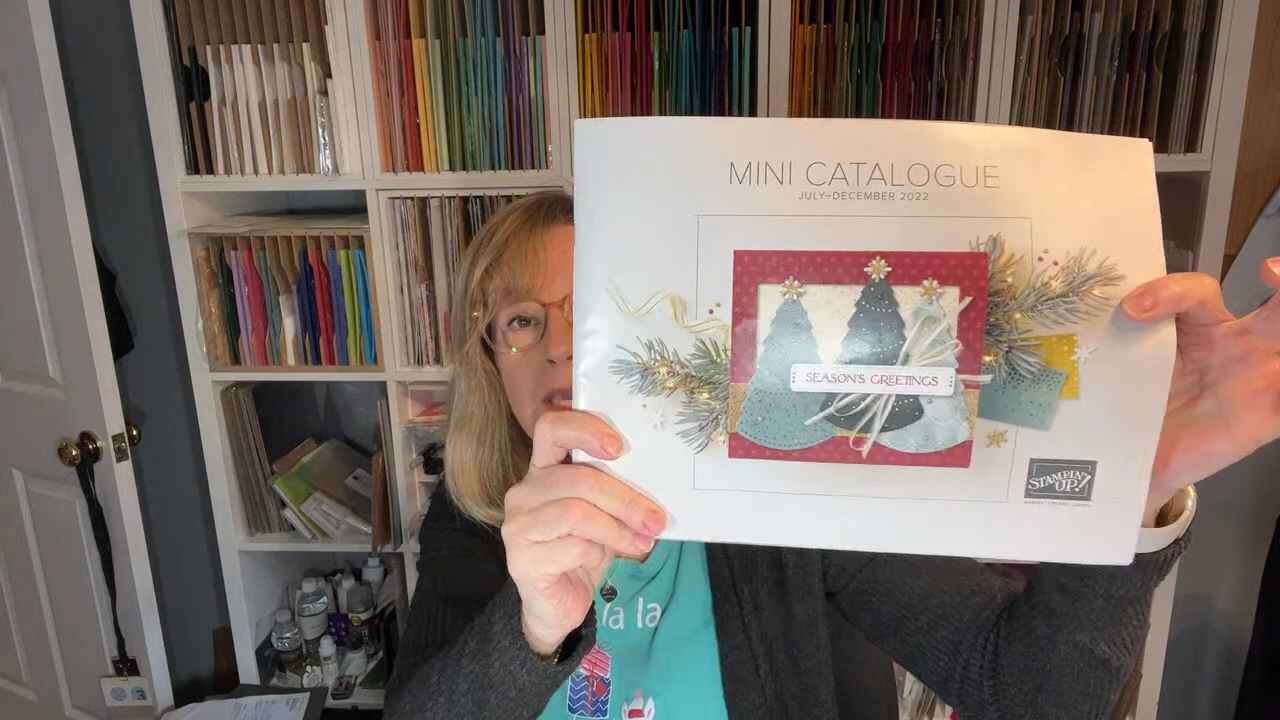 MINI CATALOGUE
JULY–DECEMBER 2022
SEASON'S GREETINGS
STAMPIN' UP!
la la